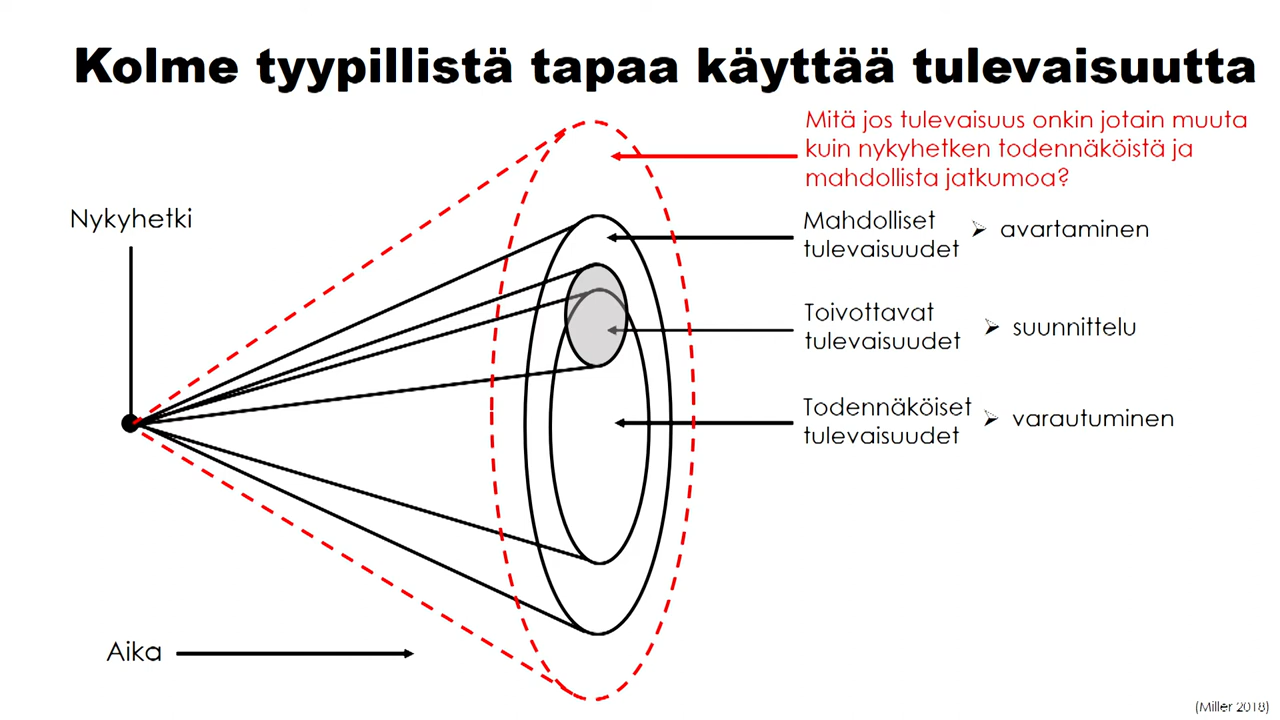 Kolme tyypillistä tapaa käyttää tulevaisuutta
Mitä jos tulevaisuus onkin jotain muuta
kuin nykyhetken todennäköistä ja
mahdollista jatkumoa?
Nykyhetki
Mahdolliset
tulevaisuudet
avartaminen
Toivottavat
tulevaisuudet
suunnittelu
Todennäköiset
tulevaisuudet
varautuminen
Aika
(Miller 2018)